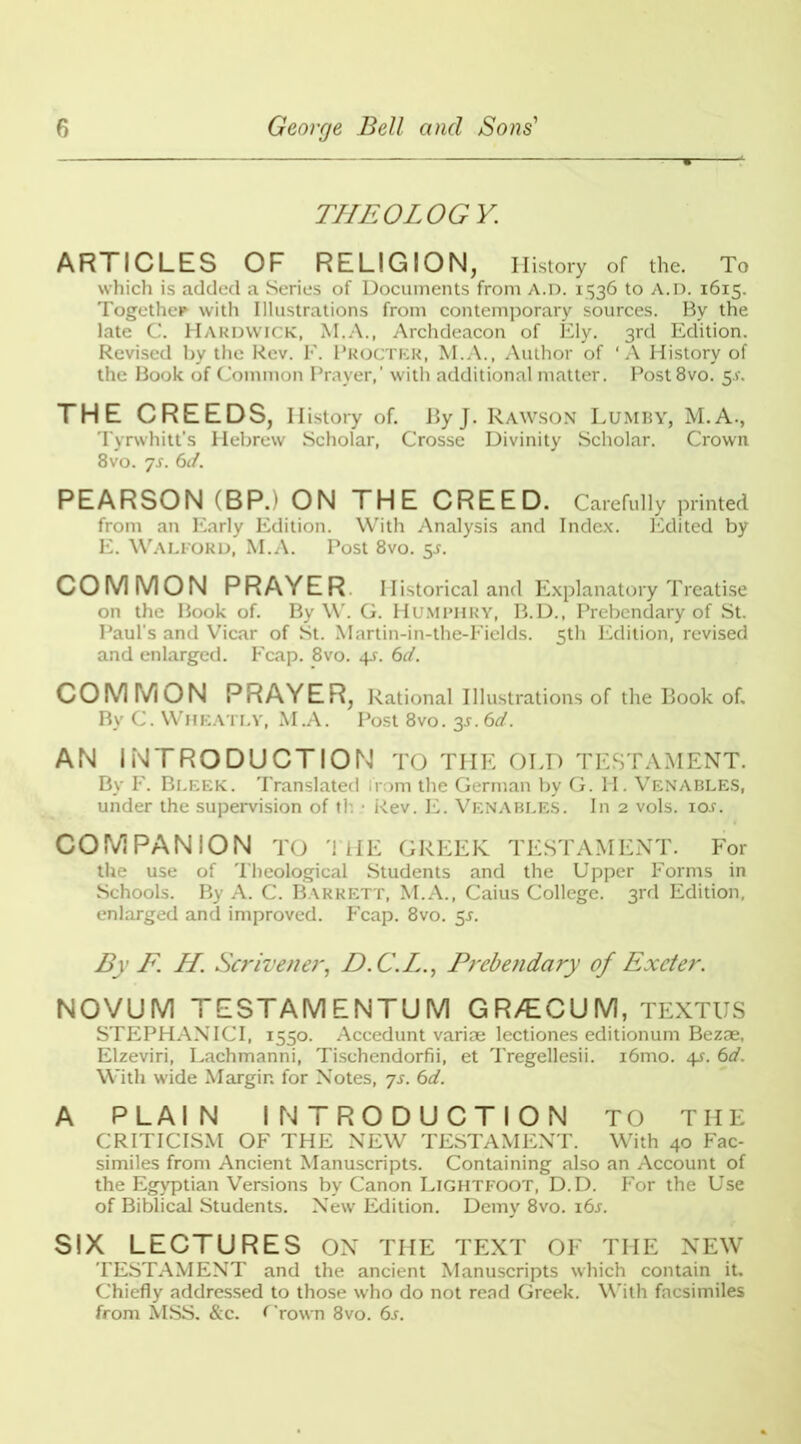 6 George Bell and Sons'
THEOLOGY.
ARTICLES OF RELIGION, History of the. To
which is added a Series of Documents from A.D. 1536 to A.D. 1615.
Together with Illustrations from contemporary sources. By the
late C. HARDWICK, M.A., Archdeacon of Ely. 3rd Edition.
Revised by the Rev. F. PROCTER, M.A., Author of 'A History of
the Book of Common Prayer,' with additional matter. Post 8vo. 5s.
THE CREEDS, History of. By J. RAWSON LUMBY, M.A.,
Tyrwhitt's Hebrew Scholar, Crosse Divinity Scholar. Crown
8vo. 7s. 6d.
PEARSON (BP.) ON THE CREED. Carefully printed
from an Early Edition. With Analysis and Index. Edited by
E. WALFORD, M.A. Post 8vo. 5s.
COMMON PRAYER. Historical and Explanatory Treatise
on the Book of. By W. G. HUMPHRY, B.D., Prebendary of St.
Paul's and Vicar of St. Martin-in-the-Fields. 5th Edition, revised
and enlarged. Fcap. 8vo. 4s. 6d.
COMMON PRAYER, Rational Illustrations of the Book of.
By C. WHEATLY, M.A. Post 8vo. 3s. 6d.
AN INTRODUCTION TO THE OLD TESTAMENT.
By F. BLEEK. Translated from the German by G. H. VENABLES,
under the supervision of the Rev. E. VENABLES. In 2 vols. 10s.
COMPANION TO THE GREEK TESTAMENT. For
the use of Theological Students and the Upper Forms in
Schools. By A. C. BARRETT, M.A., Caius College. 3rd Edition,
enlarged and improved. Fcap. 8vo. 5s.
By F. H. Scrivener, D.C.L., Prebendary of Exeter.
NOVUM TESTAMENTUM GRÆCUM, TEXTUS
STEPHANICI, 1550. Accedunt variæ lectiones editionum Bezæ,
Elzeviri, Lachmanni, Tischendorfii, et Tregellesii. 16mo. 4s. 6d.
With wide Margin for Notes, 7s. 6d.
A PLAIN INTRODUCTION TO THE
CRITICISM OF THE NEW TESTAMENT. With 40 Fac-
similes from Ancient Manuscripts. Containing also an Account of
the Egyptian Versions by Canon LIGHTFOOT, D.D. For the Use
of Biblical Students. New Edition. Demy 8vo. 16s.
SIX LECTURES ON THE TEXT OF THE NEW
TESTAMENT and the ancient Manuscripts which contain it.
Chiefly addressed to those who do not read Greek. With facsimiles
from MSS. &c. Crown 8vo. 6s.